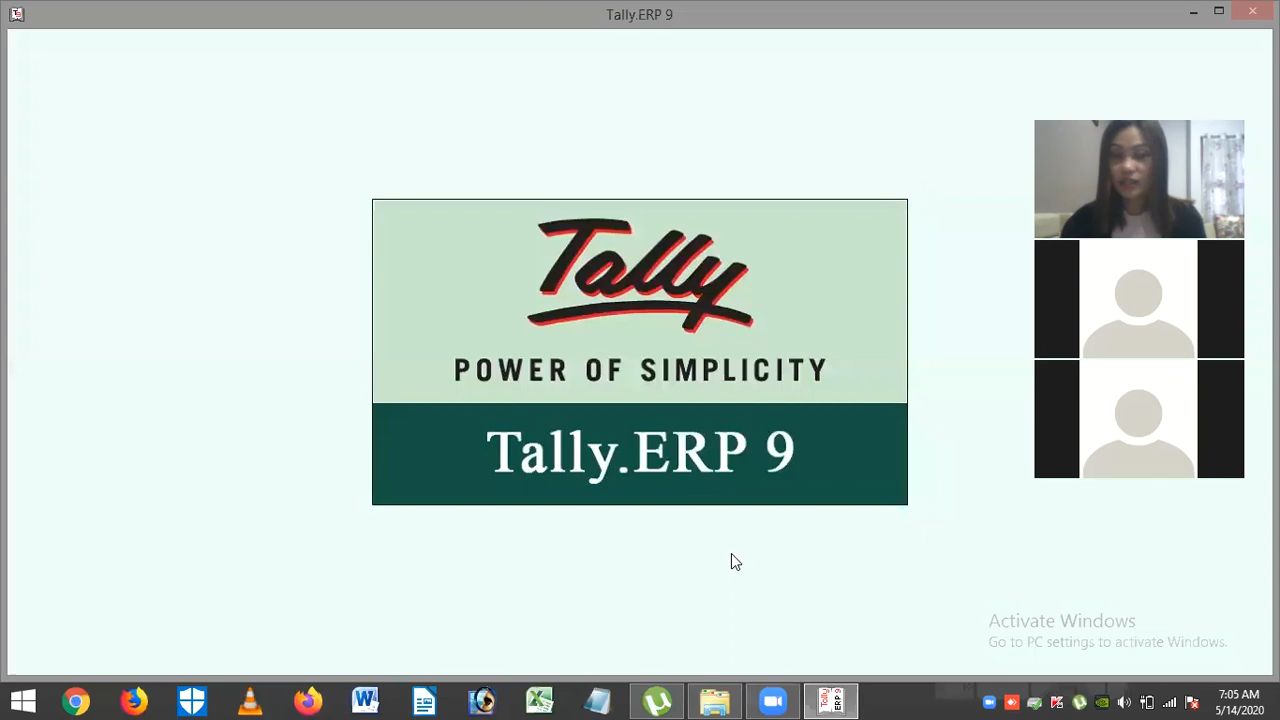 Tally.ERP 9
Tally
POWER OF SIMPLICITY
Tally.ERP 9
Activate Windows
Go to PC settings to activate Windows.
7:05 AM
5/14/2020